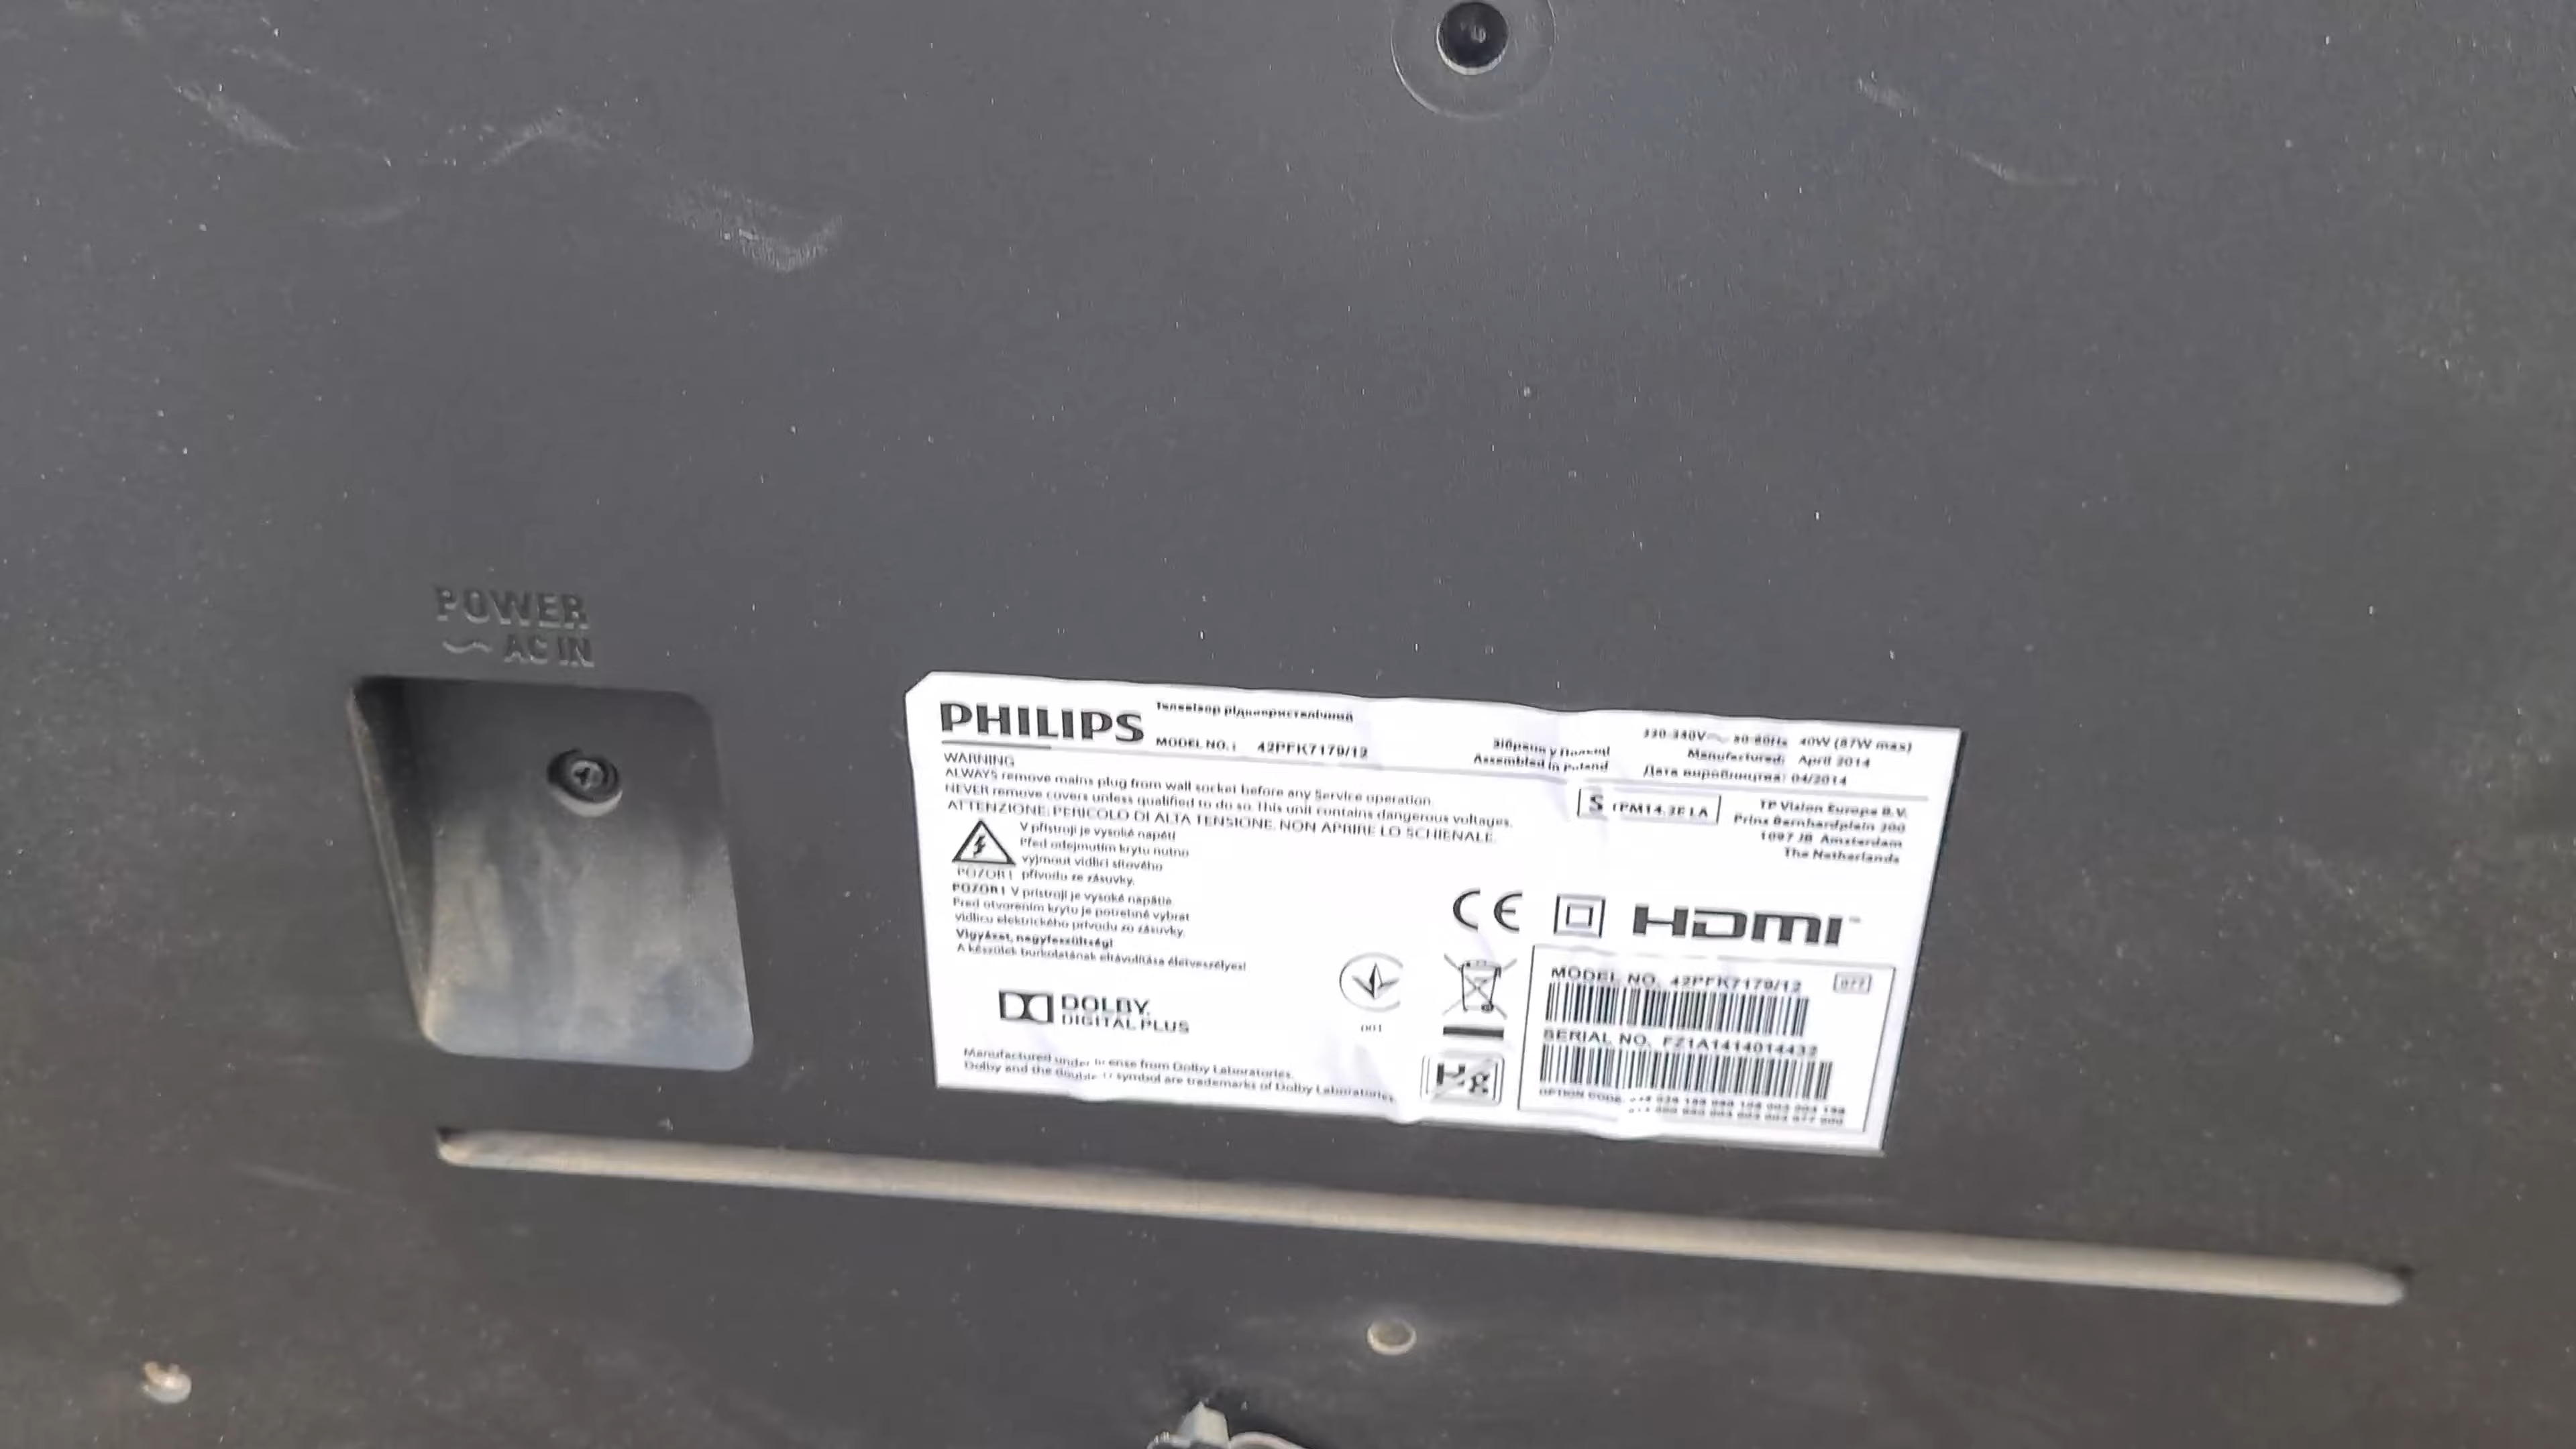 POWER
~ AC IN
PHILIPS
Телевізор рідкокристалічний
MODEL NO.: 42PFK7179/12
Зібрано у Польщі
Assembled in Poland
220-240V~ 50-60Hz 40W (87W max)
Manufactured: April 2014
Дата виробництва: 04/2014
WARNING
ALWAYS remove mains plug from wall socket before any Service operation.
NEVER remove covers unless qualified to do so. This unit contains dangerous voltages.
ATTENZIONE: PERICOLO DI ALTA TENSIONE. NON APRIRE LO SCHIENALE.
S TPM14.2E LA
TP Vision Europe B.V.
Prins Bernhardplein 200
1097 JB Amsterdam
The Netherlands
V přístroji je vysoké napětí
Před odejmutím krytu nutno
vyjmout vidlici síťového
POZOR! přívodu ze zásuvky.
POZOR! V prístroji je vysoké napätie
Pred otvorením krytu je potrebné vybrat
vidlicu elektrického prívodu zo zásuvky.
Vigyázat, nagyfeszültség!
A készülék burkolatának eltávolítása életveszélyes!
CE HDMI™
DOLBY
DIGITAL PLUS
001
Hg
Manufactured under license from Dolby Laboratories.
Dolby and the double-D symbol are trademarks of Dolby Laboratories.
MODEL NO. 42PFK7179/12 077
SERIAL NO. FZ1A1414014432
OPTION CODE